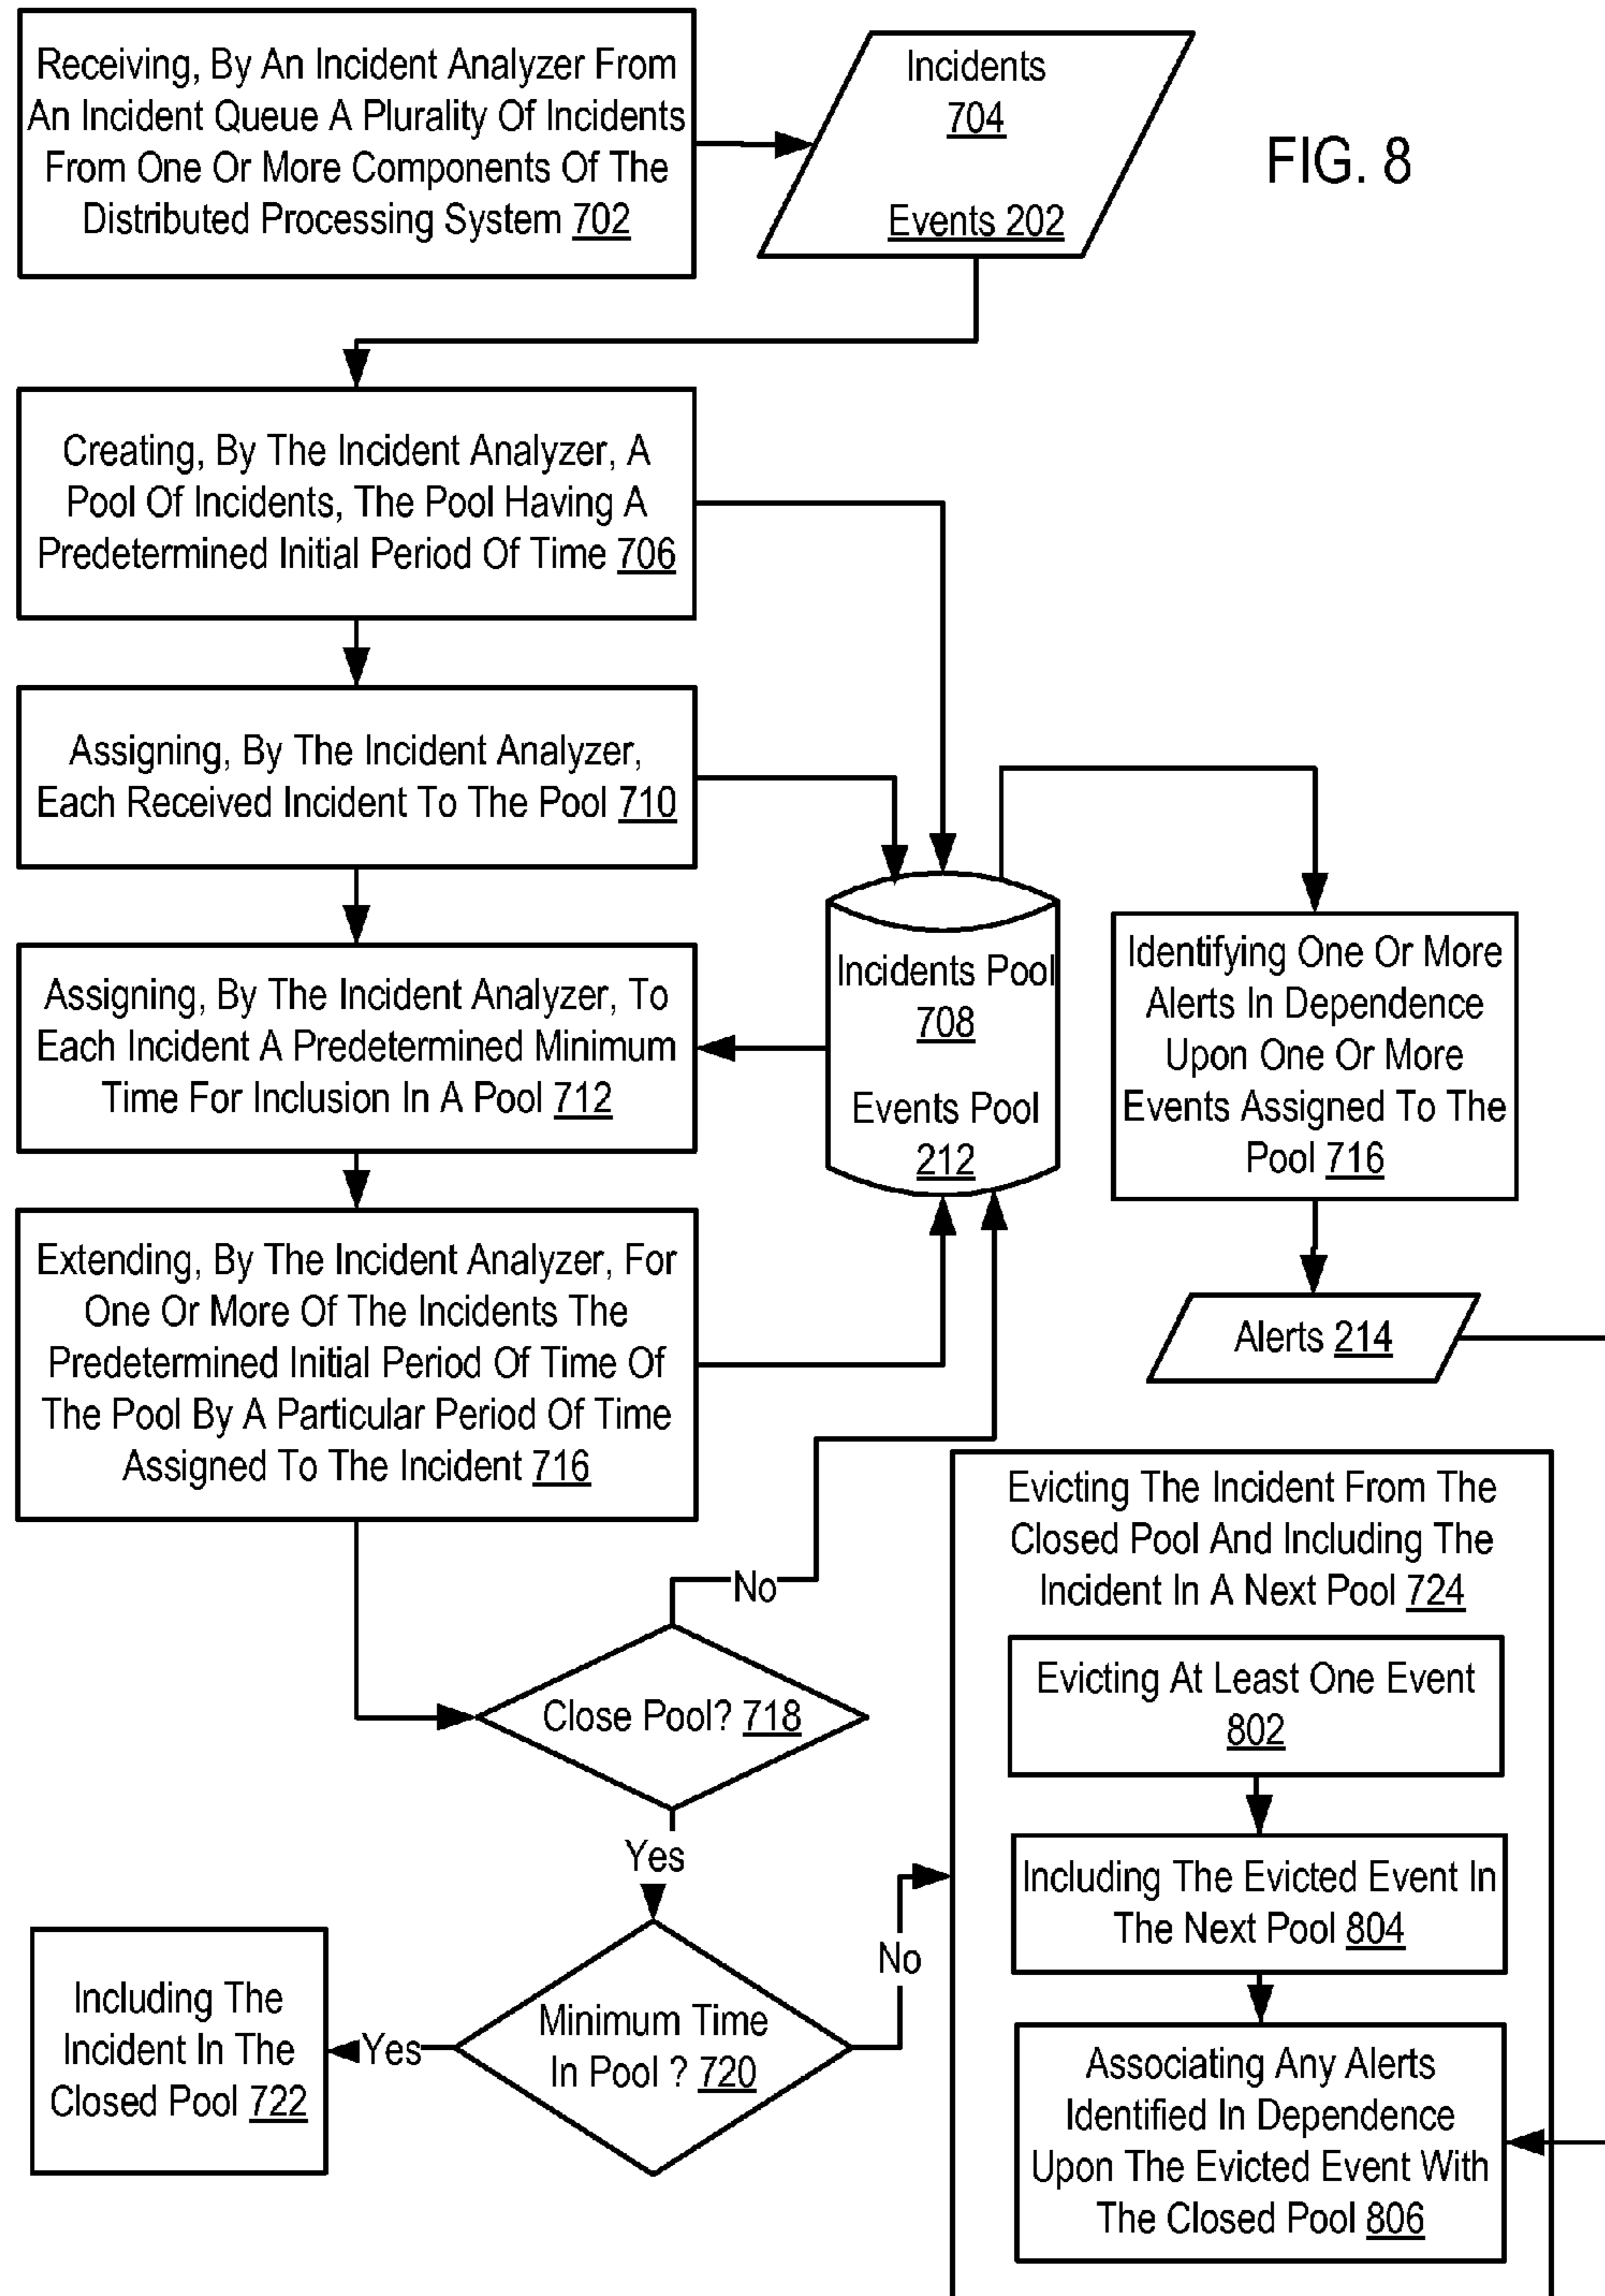 Receiving, By An Incident Analyzer From
An Incident Queue A Plurality Of Incidents
From One Or More Components Of The
Distributed Processing System 702
Incidents
704
Events 202
FIG. 8
Creating, By The Incident Analyzer, A
Pool Of Incidents, The Pool Having A
Predetermined Initial Period Of Time 706
Assigning, By The Incident Analyzer,
Each Received Incident To The Pool 710
Assigning, By The Incident Analyzer, To
Each Incident A Predetermined Minimum
Time For Inclusion In A Pool 712
Incidents Pool
708
Events Pool
212
Identifying One Or More
Alerts In Dependence
Upon One Or More
Events Assigned To The
Pool 716
Extending, By The Incident Analyzer, For
One Or More Of The Incidents The
Predetermined Initial Period Of Time Of
The Pool By A Particular Period Of Time
Assigned To The Incident 716
Alerts 214
No
Close Pool? 718
Yes
Evicting The Incident From The
Closed Pool And Including The
Incident In A Next Pool 724
Evicting At Least One Event
802
Including The Evicted Event In
The Next Pool 804
Associating Any Alerts
Identified In Dependence
Upon The Evicted Event With
The Closed Pool 806
No
Minimum Time
In Pool ? 720
Yes
Including The
Incident In The
Closed Pool 722